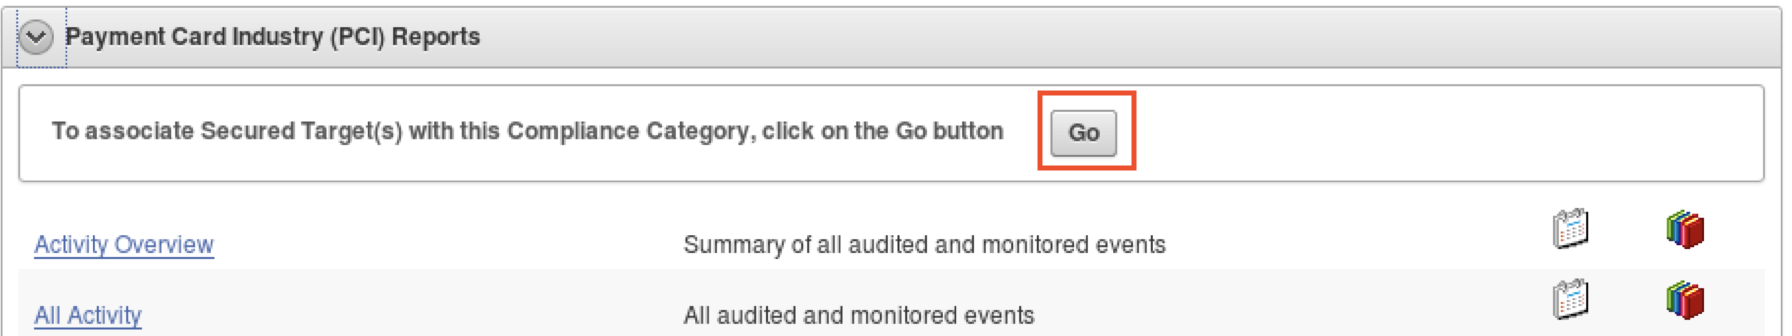 Payment Card Industry (PCI) Reports
To associate Secured Target(s) with this Compliance Category, click on the Go button Go
Activity Overview Summary of all audited and monitored events
All Activity All audited and monitored events